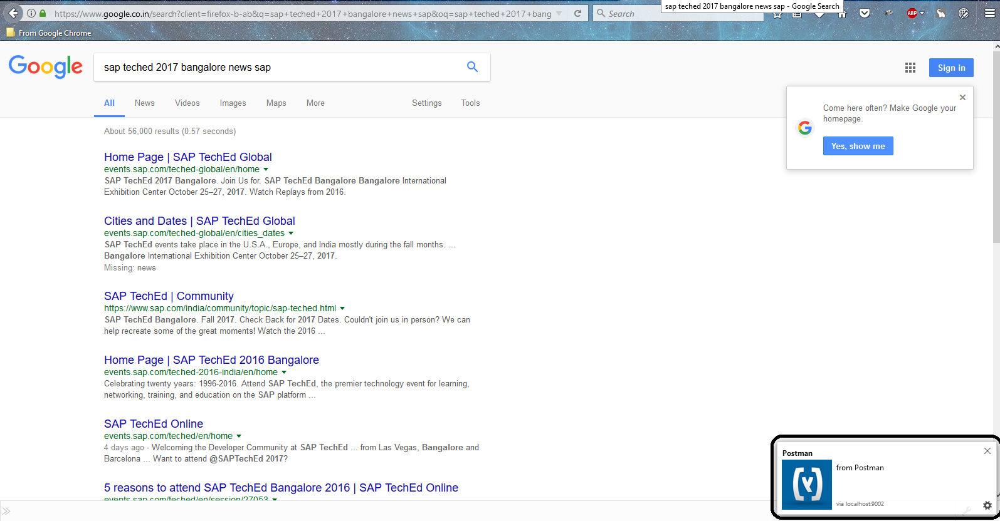 https://www.google.co.in/search?client=firefox-b-ab&q=sap+teched+2017+bangalore+news+sap&oq=sap+teched+2017+bang
Search
sap teched 2017 bangalore news sap - Google Search
ABP
From Google Chrome
Google
sap teched 2017 bangalore news sap
Sign in
All News Videos Images Maps More Settings Tools
Come here often? Make Google your
homepage.
Yes, show me
About 56,000 results (0.57 seconds)
Home Page | SAP TechEd Global
events.sap.com/teched-global/en/home
SAP TechEd 2017 Bangalore. Join Us for. SAP TechEd Bangalore Bangalore International
Exhibition Center October 25–27, 2017. Watch Replays from 2016.
Cities and Dates | SAP TechEd Global
events.sap.com/teched-global/en/cities_dates
SAP TechEd events take place in the U.S.A., Europe, and India mostly during the fall months. ...
Bangalore International Exhibition Center October 25–27, 2017.
Missing: news
SAP TechEd | Community
https://www.sap.com/india/community/topic/sap-teched.html
SAP TechEd Bangalore. Fall 2017. Check Back for 2017 Dates. Couldn't join us in person? We can
help recreate some of the great moments! Watch the 2016 ...
Home Page | SAP TechEd 2016 Bangalore
events.sap.com/teched-2016-india/en/home
Celebrating twenty years: 1996-2016. Attend SAP TechEd, the premier technology event for learning,
networking, training, and education on the SAP platform ...
SAP TechEd Online
events.sap.com/teched/en/home
4 days ago - Welcoming the Developer Community at SAP TechEd ... from Las Vegas, Bangalore and
Barcelona ... Want to attend @SAPTechEd 2017?
5 reasons to attend SAP TechEd Bangalore 2016 | SAP TechEd Online
events.sap.com/teched/en/session/27053
Postman
from Postman
via localhost:9002